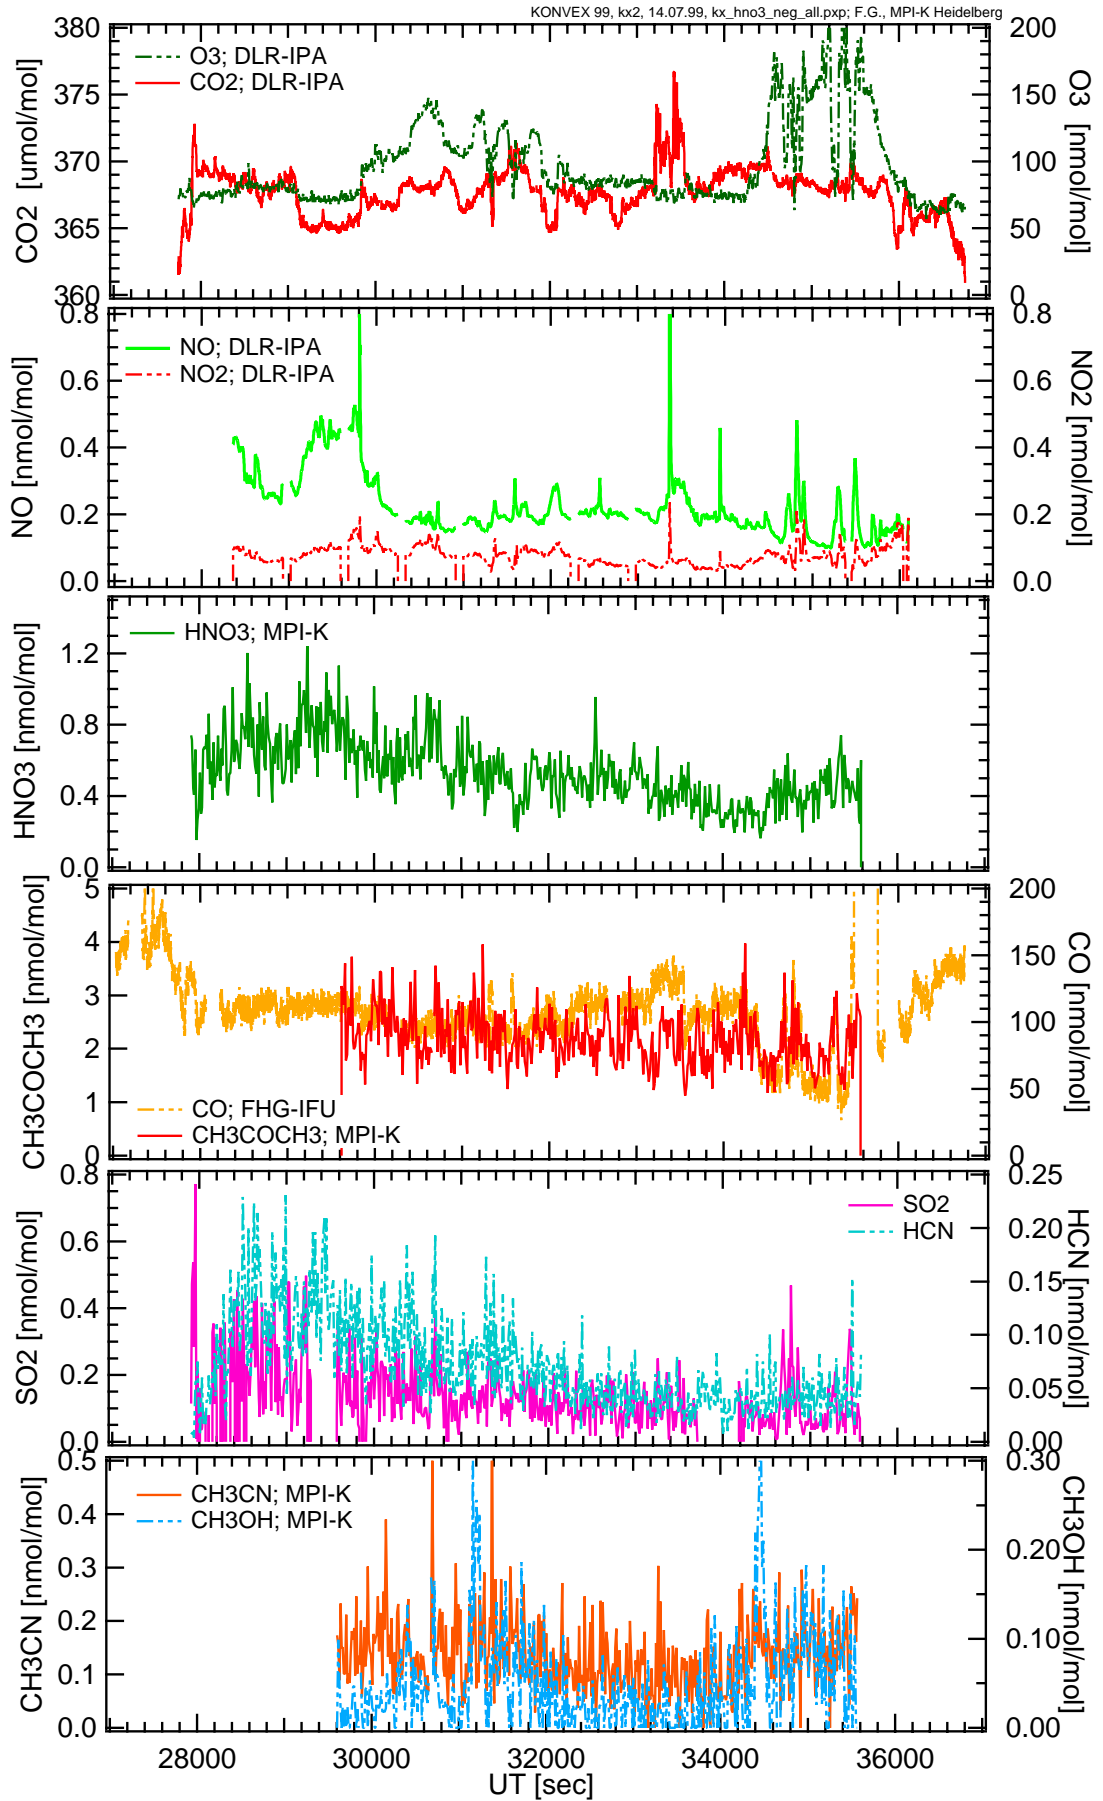 KONVEX 99, kx2, 14.07.99, kx_hno3_neg_all.pxp; F.G., MPI-K Heidelberg
380
375
370
365
360
CO2 [umol/mol]
O3; DLR-IPA
CO2; DLR-IPA
200
150
100
50
0
O3 [nmol/mol]
0.8
0.6
0.4
0.2
0.0
NO [nmol/mol]
NO; DLR-IPA
NO2; DLR-IPA
0.8
0.6
0.4
0.2
0.0
NO2 [nmol/mol]
1.2
0.8
0.4
0.0
HNO3 [nmol/mol]
HNO3; MPI-K
5
4
3
2
1
0
CH3COCH3 [nmol/mol]
CO; FHG-IFU
CH3COCH3; MPI-K
200
150
100
50
0
CO [nmol/mol]
0.8
0.6
0.4
0.2
0.0
SO2 [nmol/mol]
SO2
HCN
0.25
0.20
0.15
0.10
0.05
0.00
HCN [nmol/mol]
0.5
0.4
0.3
0.2
0.1
0.0
CH3CN [nmol/mol]
CH3CN; MPI-K
CH3OH; MPI-K
0.30
0.20
0.10
0.00
CH3OH [nmol/mol]
28000 30000 32000 34000 36000
UT [sec]